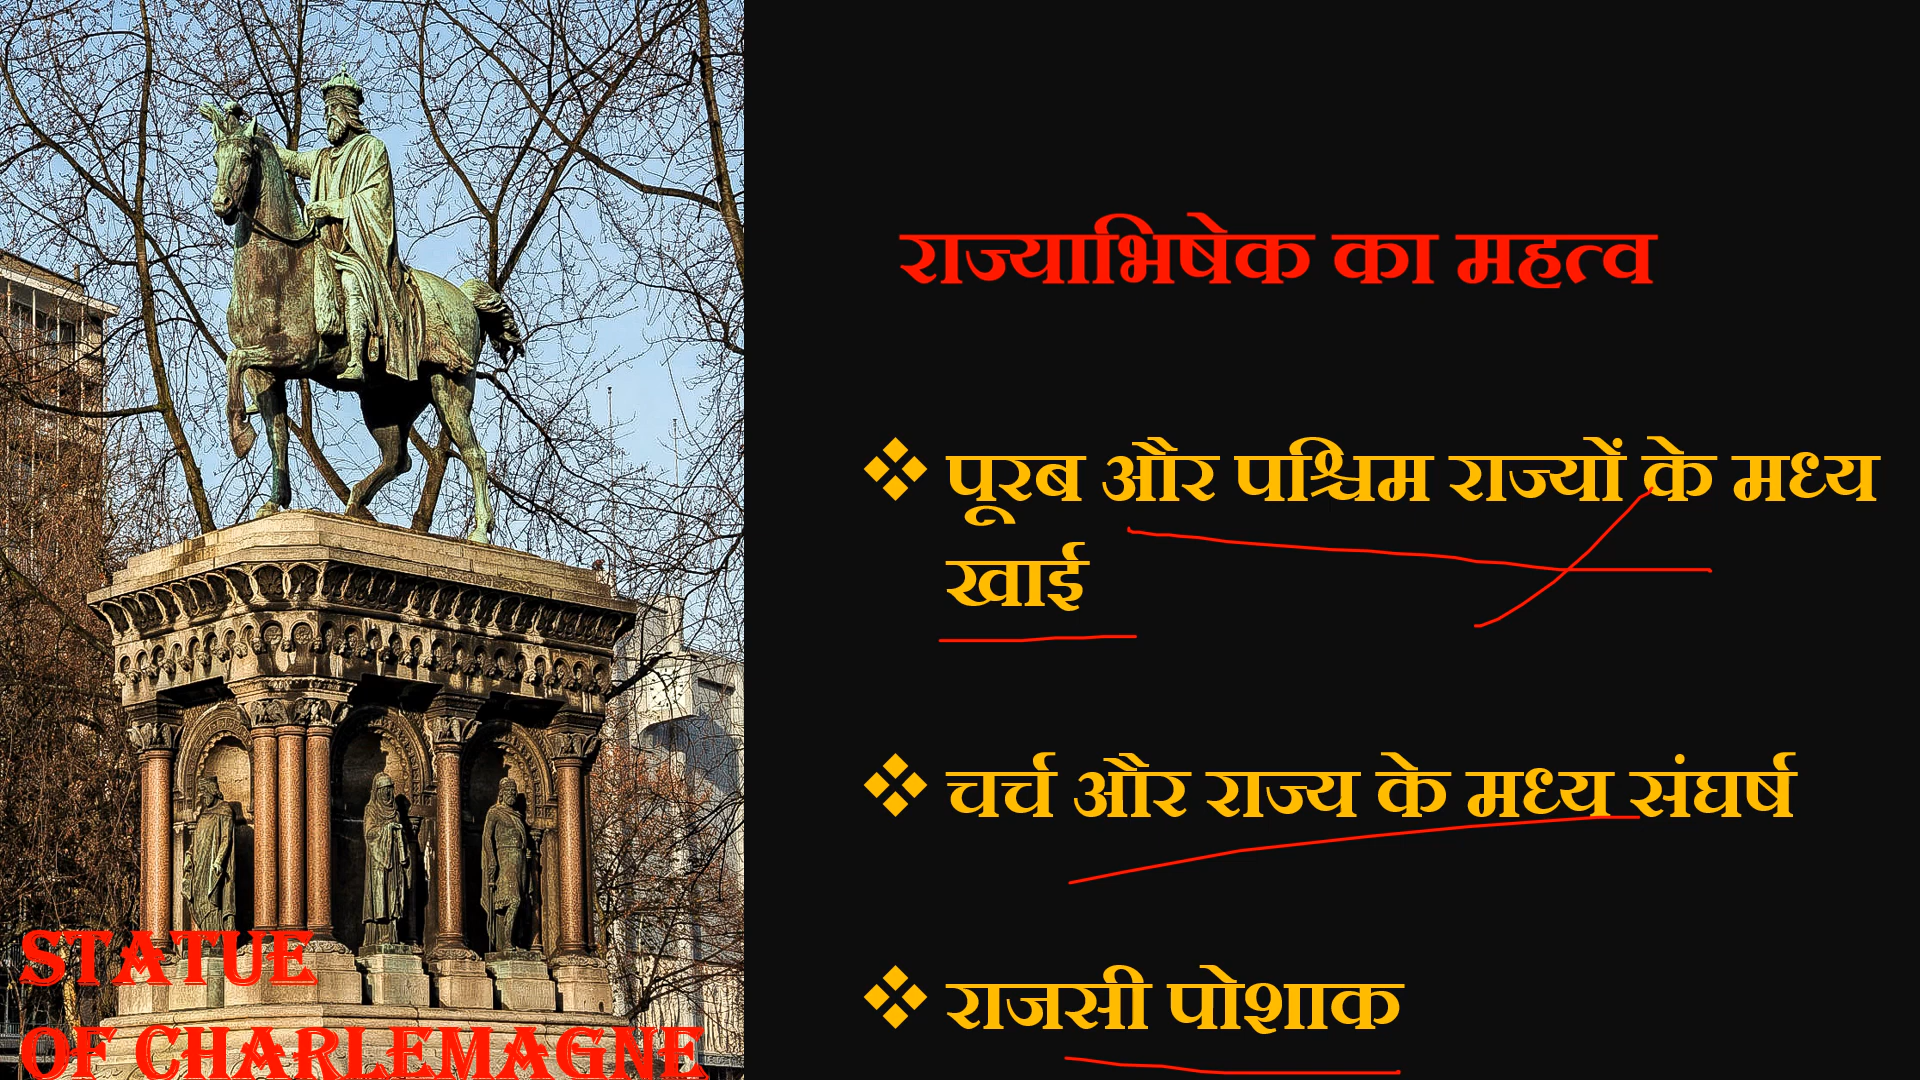 राज्याभिषेक का महत्व
❖ पूरब और पश्चिम राज्यों के मध्य
खाई
❖ चर्च और राज्य के मध्य संघर्ष
❖ राजसी पोशाक
STATUE
OF CHARLEMAGNE